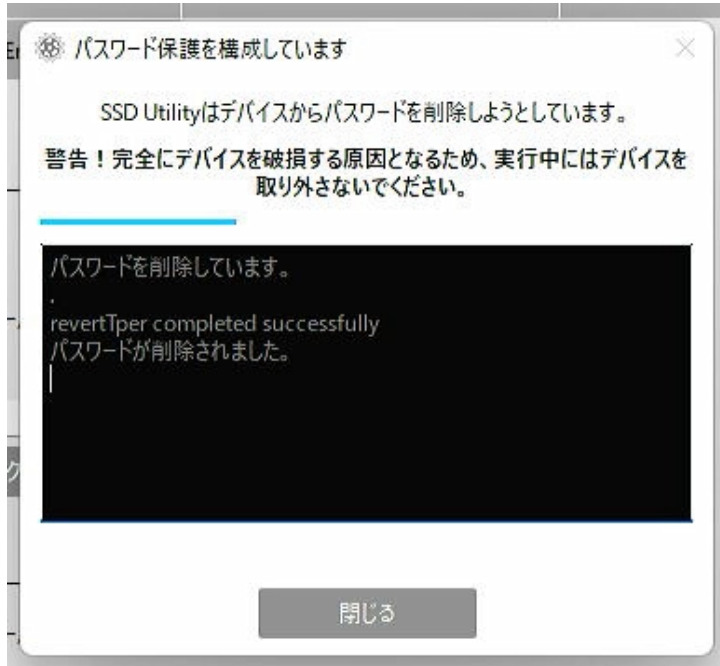 パスワード保護を構成しています
SSD Utilityはデバイスからパスワードを削除しようとしています。
警告！完全にデバイスを破損する原因となるため、実行中にはデバイスを
取り外さないでください。
パスワードを削除しています。
.
revertTper completed successfully
パスワードが削除されました。
閉じる